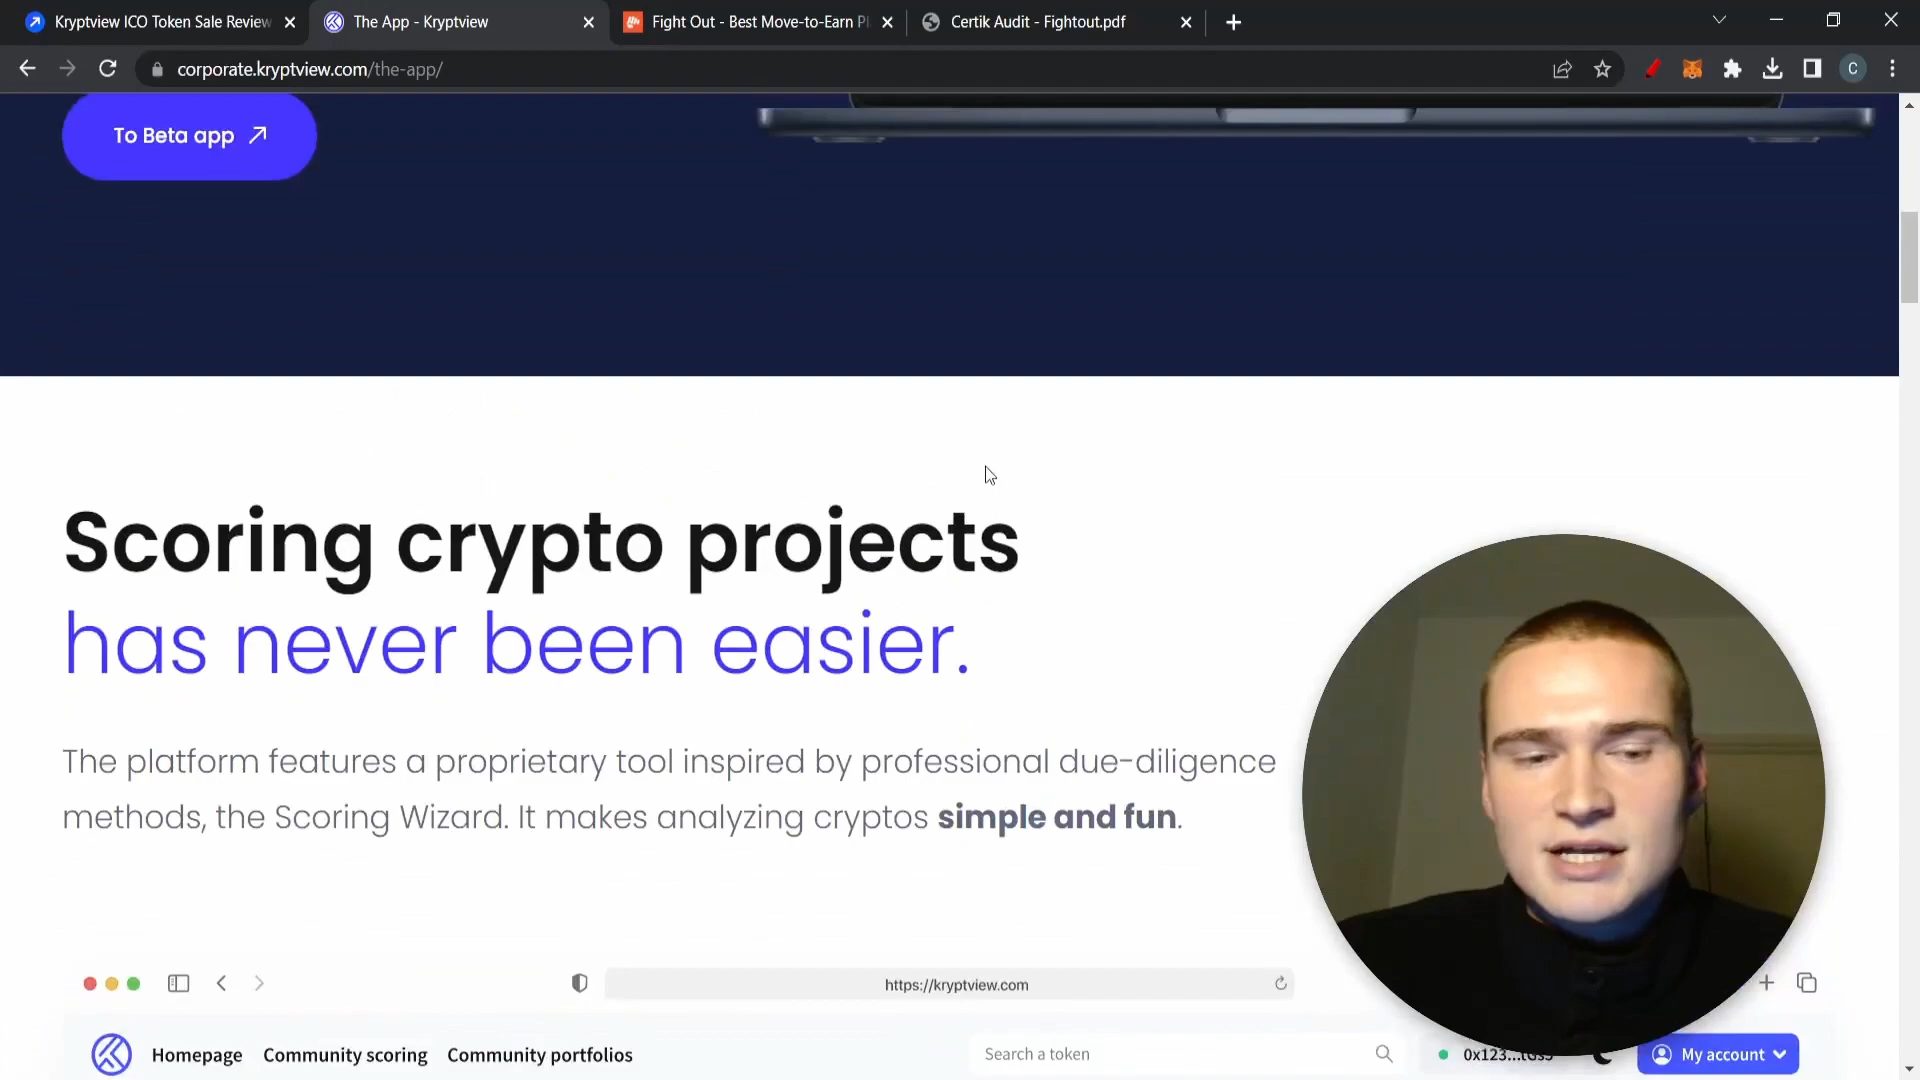 Kryptview ICO Token Sale Review
The App - Kryptview
Fight Out - Best Move-to-Earn Pl
Certik Audit - Fightout.pdf
corporate.kryptview.com/the-app/
C
To Beta app
Scoring crypto projects
has never been easier.
The platform features a proprietary tool inspired by professional due-diligence
methods, the Scoring Wizard. It makes analyzing cryptos simple and fun.
https://kryptview.com
Homepage Community scoring Community portfolios Search a token My account